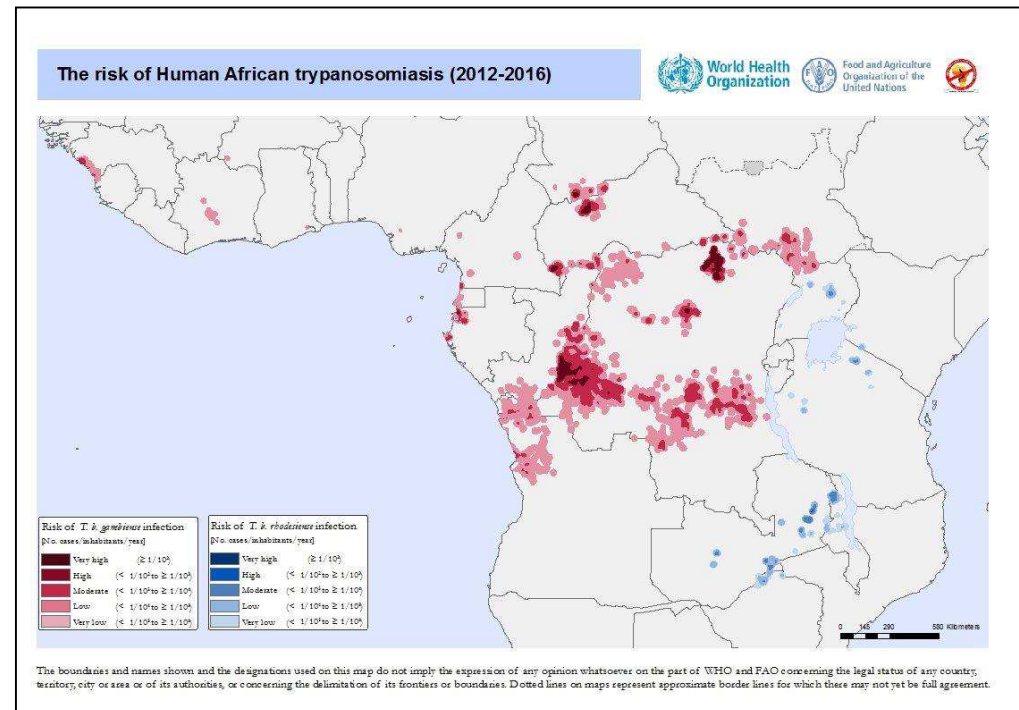 The risk of Human African trypanosomiasis (2012-2016)
World Health
Organization
F A O
Food and Agriculture
Organization of the
United Nations
Risk of T. b. gambiense infection
[No. cases/inhabitants/year]
Very high
High
Moderate
Low
Very low
Risk of T. b. rhodesiense infection
[No. cases/inhabitants/year]
Very high
High
Moderate
Low
Very low
0 145 290 580 Kilometers
The boundaries and names shown and the designations used on this map do not imply the expression of any opinion whatsoever on the part of WHO and FAO concerning the legal status of any country,
territory, city or area or of its authorities, or concerning the delimitation of its frontiers or boundaries. Dotted lines on maps represent approximate border lines for which there may not yet be full agreement.